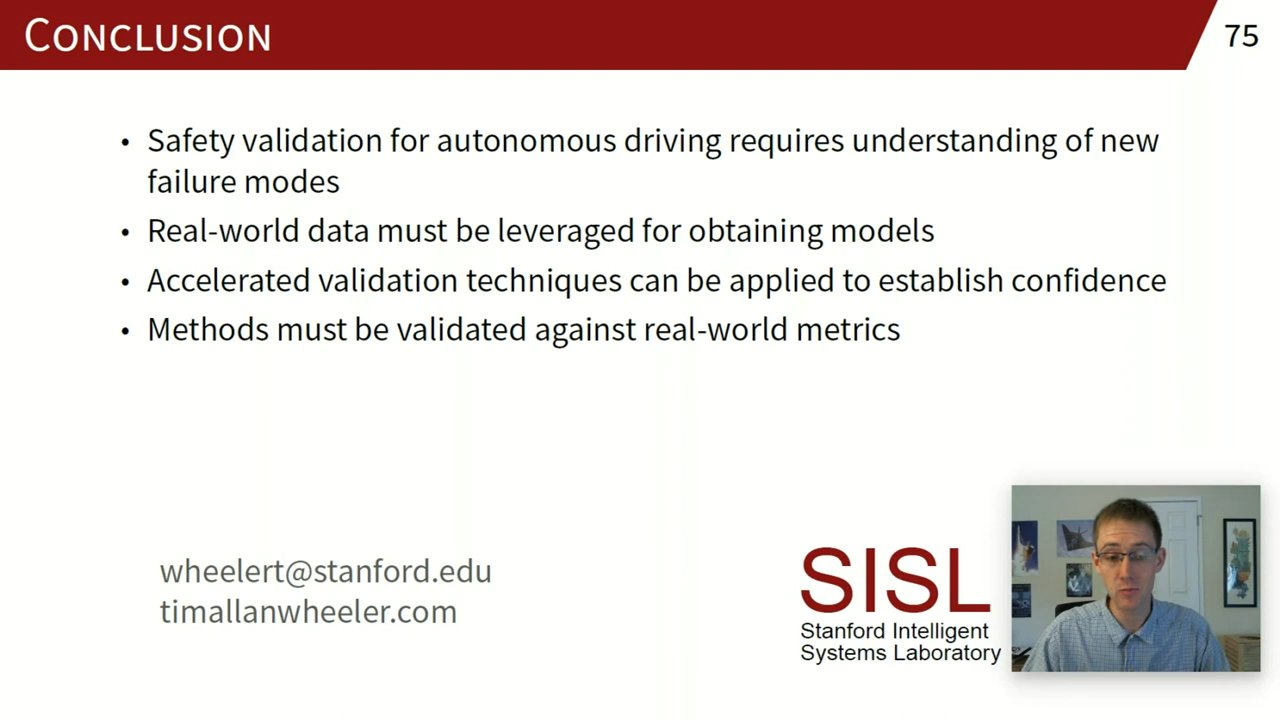 CONCLUSION
75
• Safety validation for autonomous driving requires understanding of new
failure modes
• Real-world data must be leveraged for obtaining models
• Accelerated validation techniques can be applied to establish confidence
• Methods must be validated against real-world metrics
wheelert@stanford.edu
timallanwheeler.com
SISL
Stanford Intelligent
Systems Laboratory